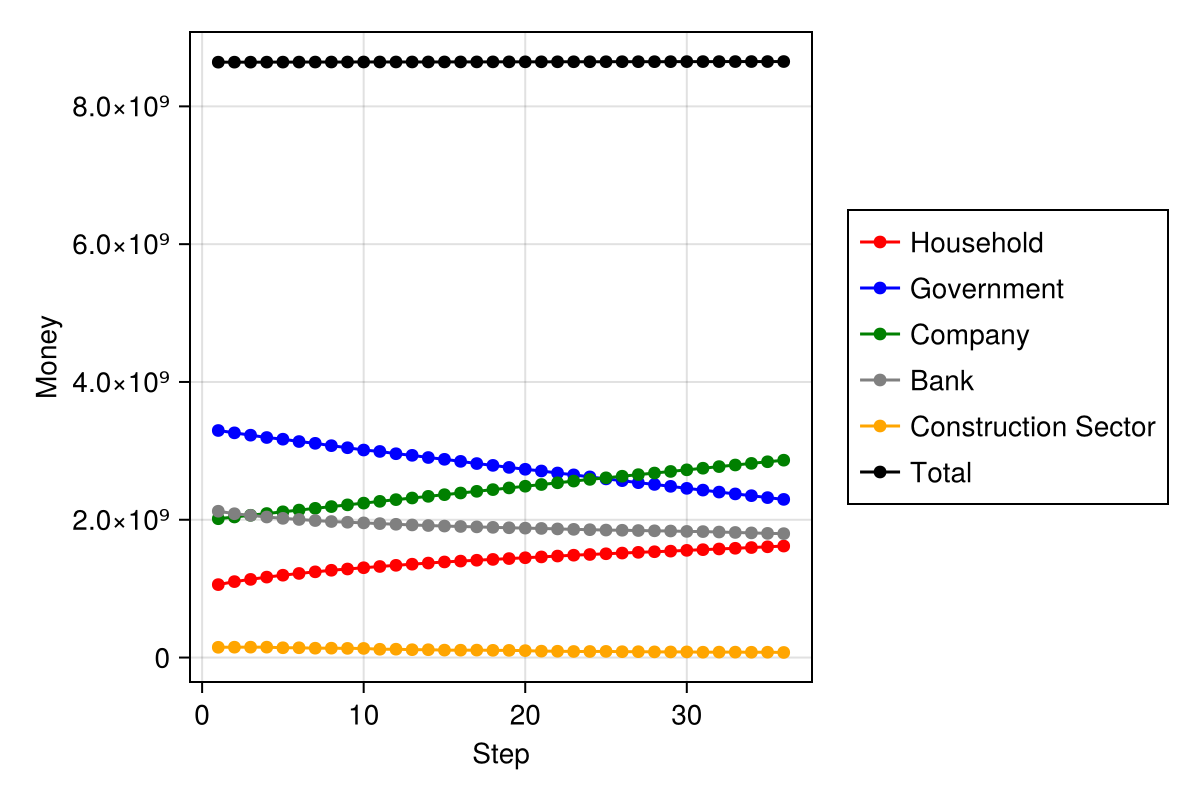 8.0×10⁹
6.0×10⁹
4.0×10⁹
2.0×10⁹
0
Money
0 10 20 30
Step
Household
Government
Company
Bank
Construction Sector
Total